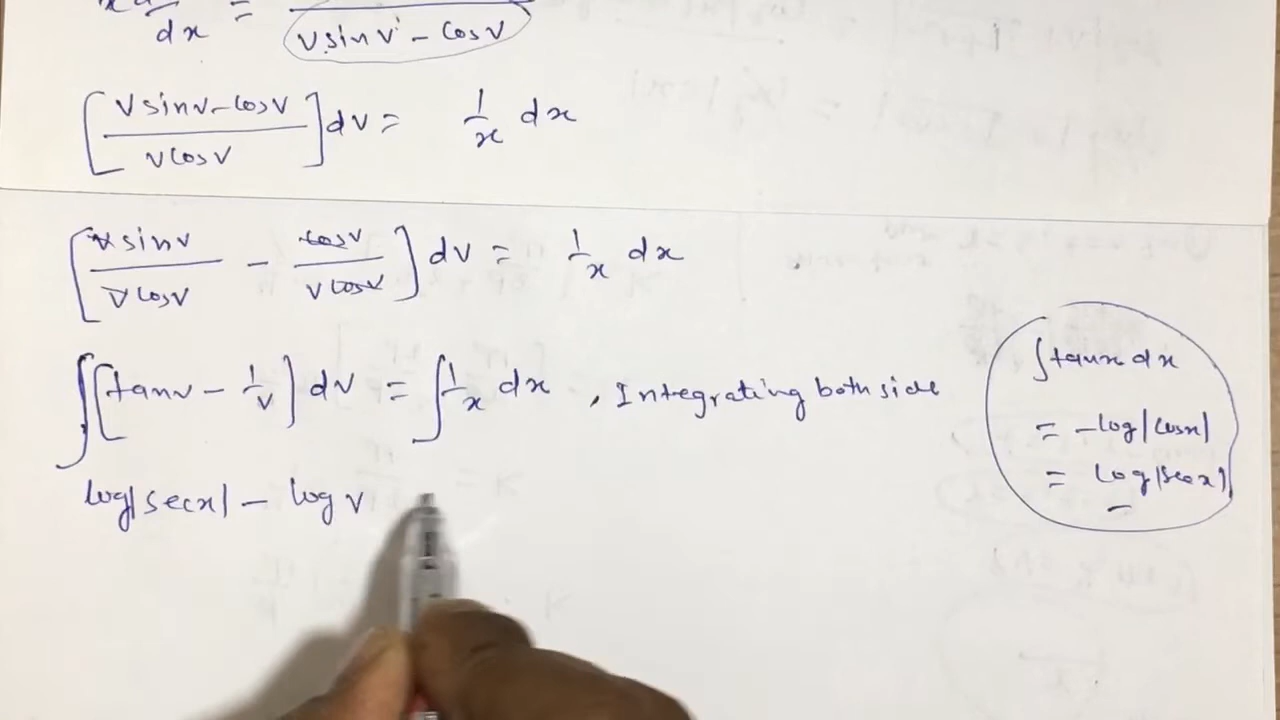 dx = v sin v - cos v
[v sin v - cos v / v cos v] dv = 1/x dx
[v sin v / v cos v - cos v / v cos v] dv = 1/x dx
∫[tan v - 1/v] dv = ∫ 1/x dx , Integrating both side
log|sec x| - log v
∫ tan x dx
= - log|cos x|
= log|sec x|